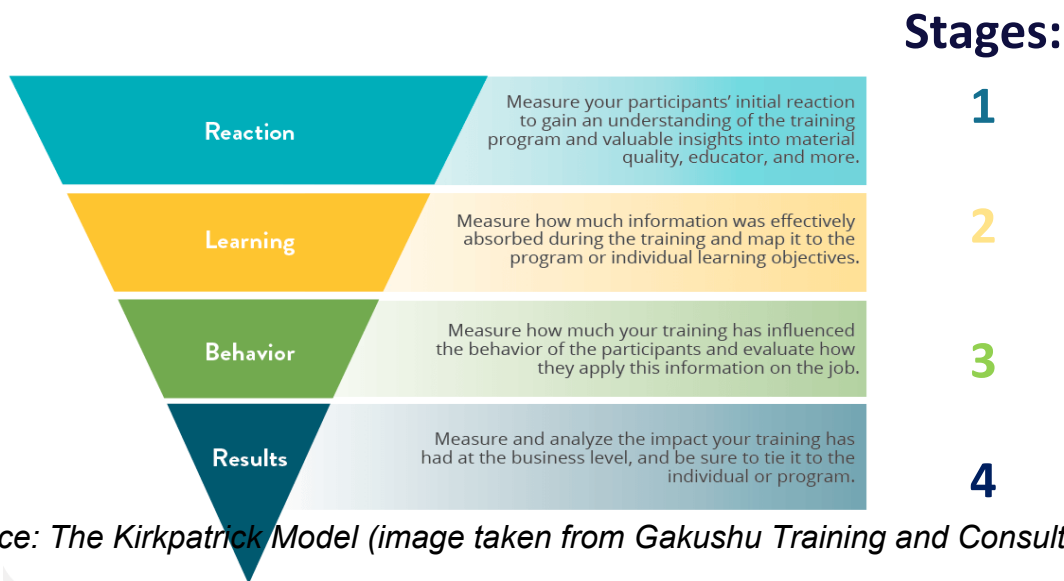 Stages:
Reaction
Measure your participants’ initial reaction
to gain an understanding of the training
program and valuable insights into material
quality, educator, and more.
1
Learning
Measure how much information was effectively
absorbed during the training and map it to the
program or individual learning objectives.
2
Behavior
Measure how much your training has influenced
the behavior of the participants and evaluate how
they apply this information on the job.
3
Results
Measure and analyze the impact your training has
had at the business level, and be sure to tie it to the
individual or program.
4
ce: The Kirkpatrick Model (image taken from Gakushu Training and Consult